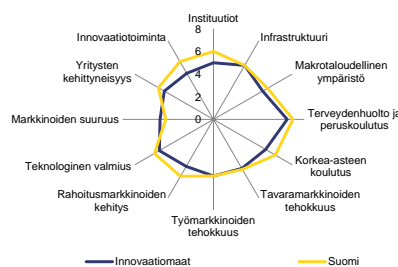 Instituutiot
Infrastruktuuri
Makrotaloudellinen
ympäristö
Terveydenhuolto ja
peruskoulutus
Korkea-asteen
koulutus
Tavaramarkkinoiden
tehokkuus
Työmarkkinoiden
tehokkuus
Rahoitusmarkkinoiden
kehitys
Teknologinen valmius
Markkinoiden suuruus
Yritysten
kehittyneisyys
Innovaatiotoiminta
8
6
4
2
0
Innovaatiomaat
Suomi